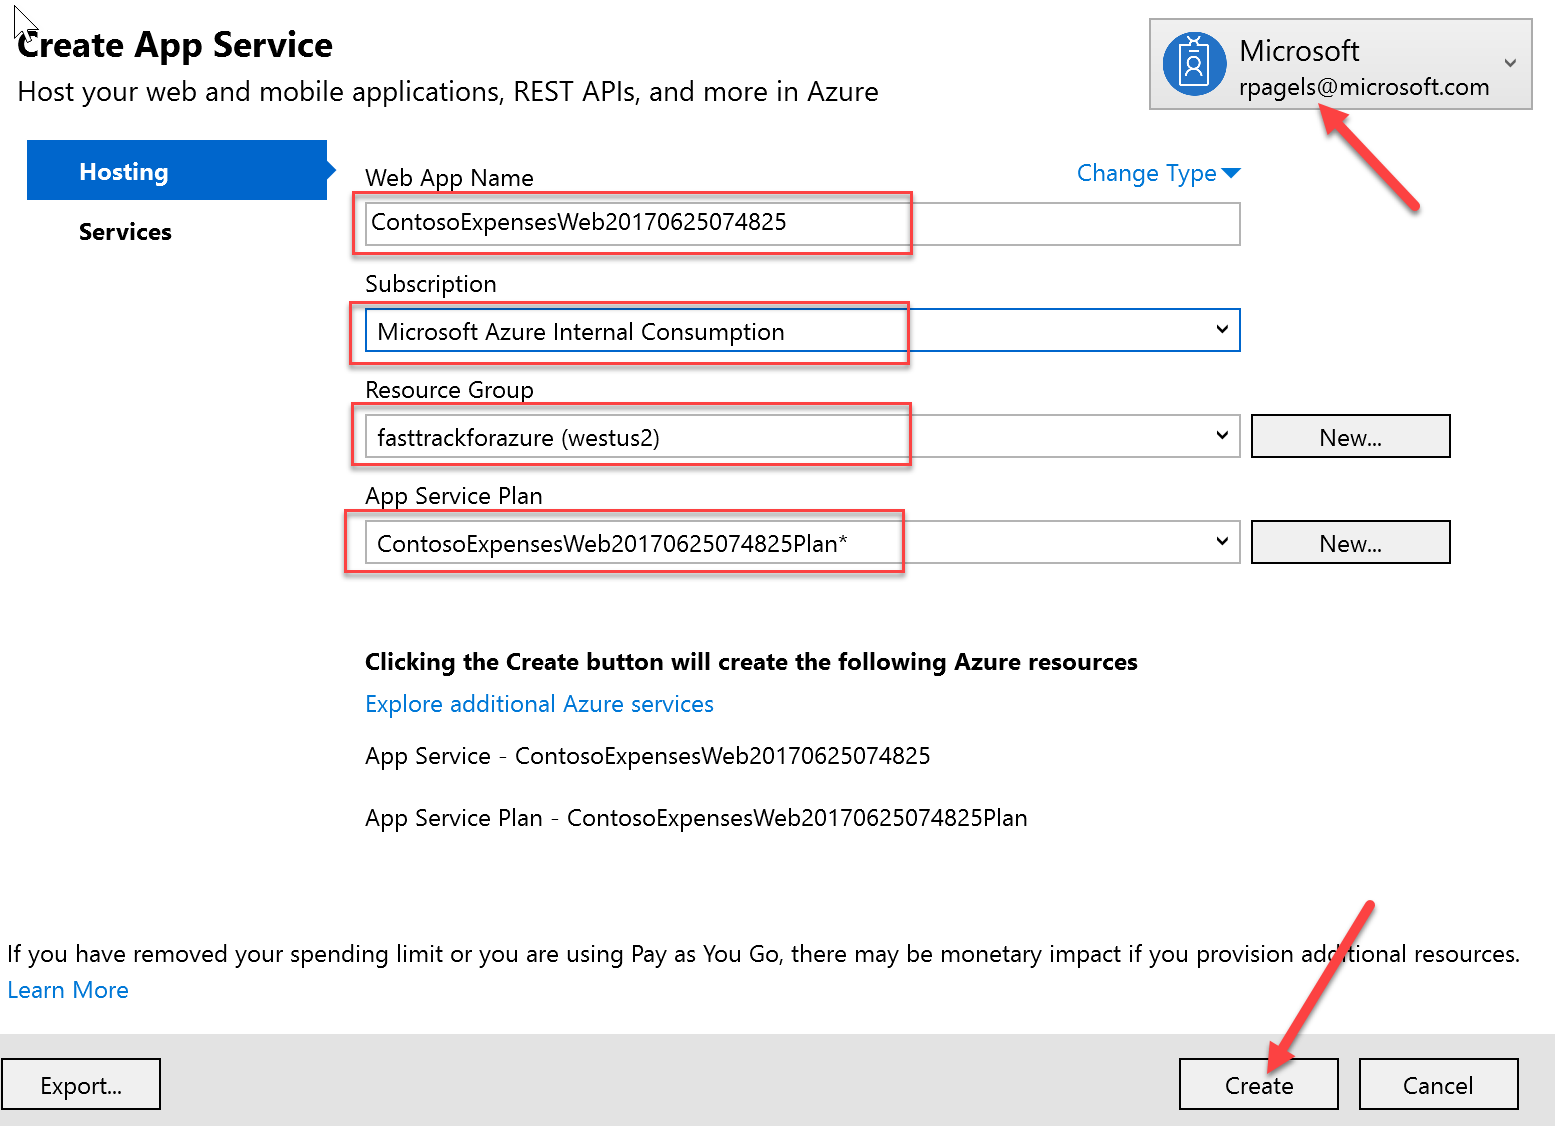 Create App Service
Host your web and mobile applications, REST APIs, and more in Azure
Microsoft
rpagels@microsoft.com
Hosting
Services
Web App Name
Change Type
ContosoExpensesWeb20170625074825
Subscription
Microsoft Azure Internal Consumption
Resource Group
fasttrackforazure (westus2)
New...
App Service Plan
ContosoExpensesWeb20170625074825Plan*
New...
Clicking the Create button will create the following Azure resources
Explore additional Azure services
App Service - ContosoExpensesWeb20170625074825
App Service Plan - ContosoExpensesWeb20170625074825Plan
If you have removed your spending limit or you are using Pay as You Go, there may be monetary impact if you provision additional resources.
Learn More
Export...
Create
Cancel